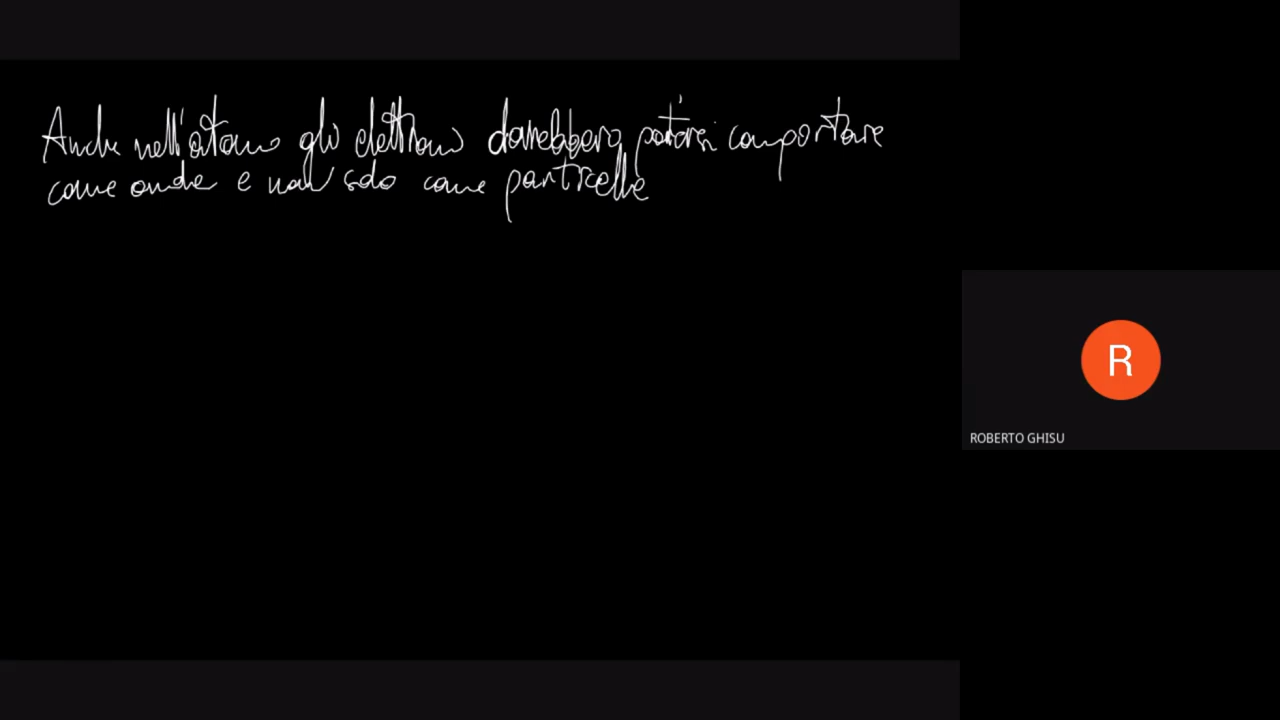 Anche nell'atomo gli elettroni dovrebbero potersi comportare
come onde e non solo come particelle
R
ROBERTO GHISU